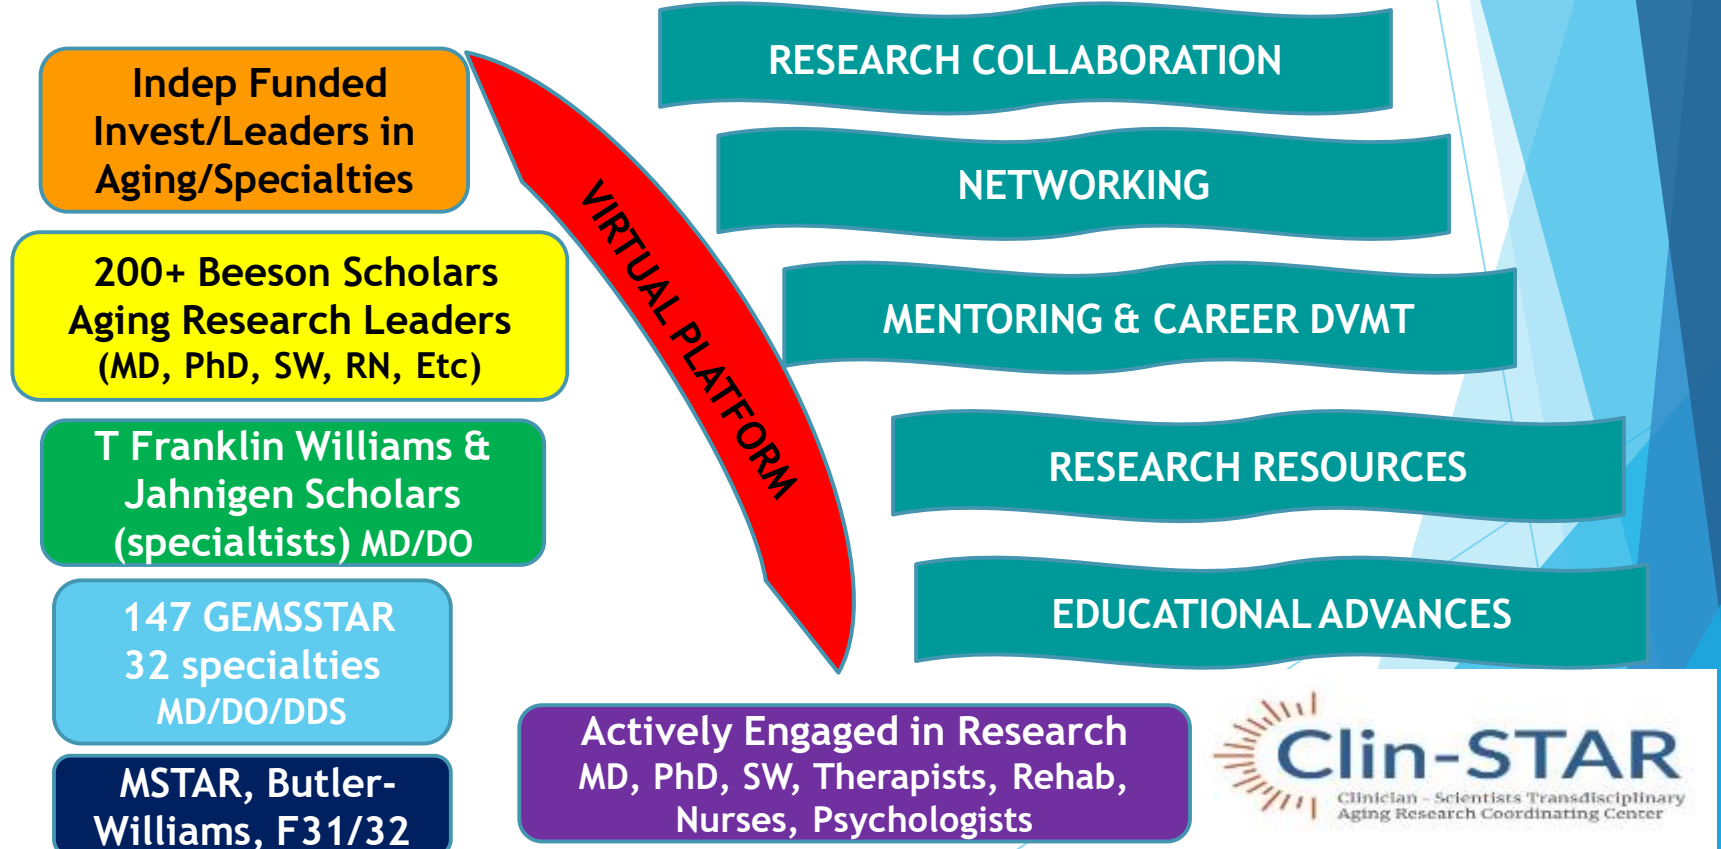 Indep Funded
Invest/Leaders in
Aging/Specialties
200+ Beeson Scholars
Aging Research Leaders
(MD, PhD, SW, RN, Etc)
T Franklin Williams &
Jahnigen Scholars
(specialtists) MD/DO
147 GEMSSTAR
32 specialties
MD/DO/DDS
MSTAR, Butler-
Williams, F31/32
VIRTUAL PLATFORM
RESEARCH COLLABORATION
NETWORKING
MENTORING & CAREER DVMT
RESEARCH RESOURCES
EDUCATIONAL ADVANCES
Actively Engaged in Research
MD, PhD, SW, Therapists, Rehab,
Nurses, Psychologists
Clin-STAR
Clinician - Scientists Transdisciplinary
Aging Research Coordinating Center